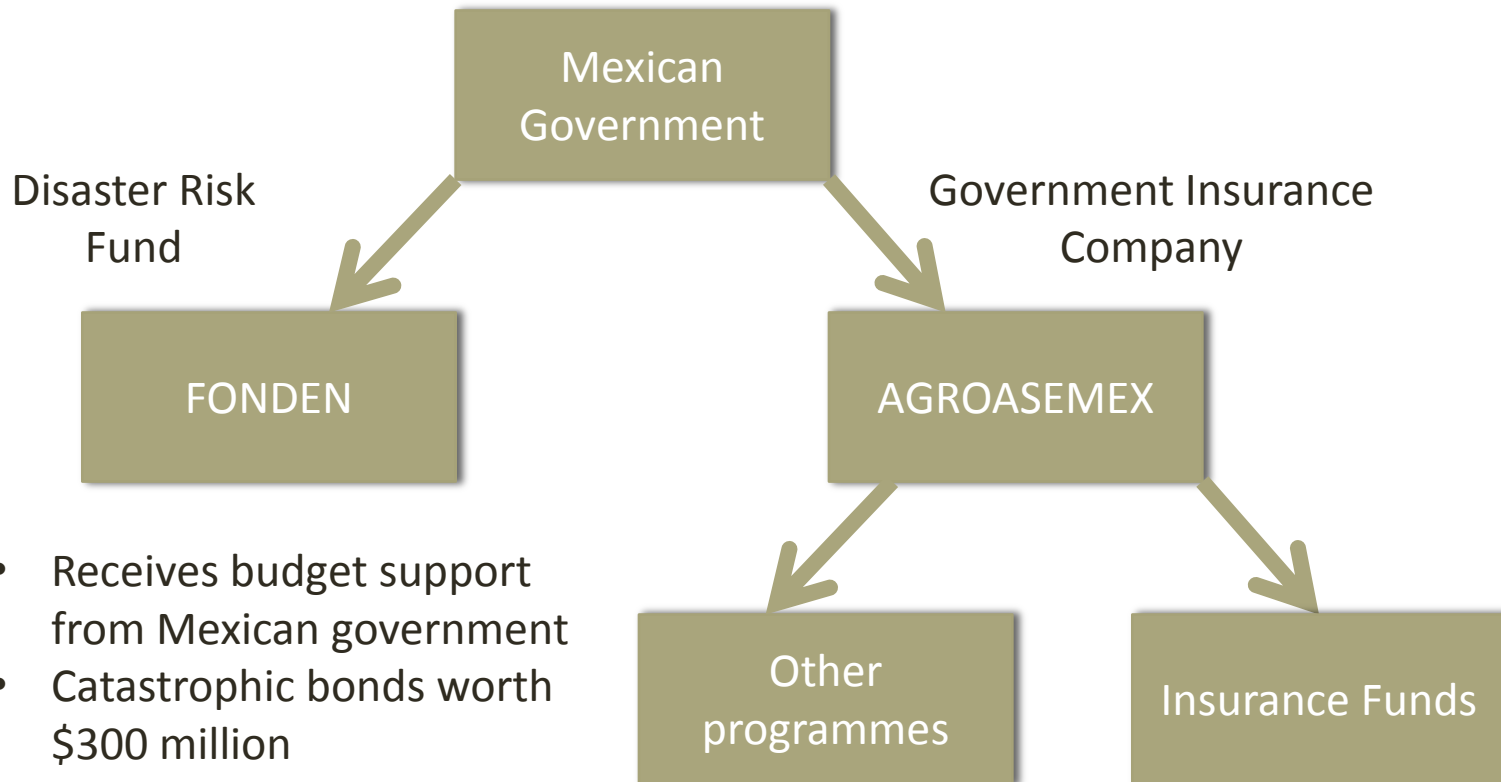 Mexican
Government
Disaster Risk
Fund
Government Insurance
Company
FONDEN
AGROASEMEX
• Receives budget support
from Mexican government
• Catastrophic bonds worth
$300 million
Other
programmes
Insurance Funds